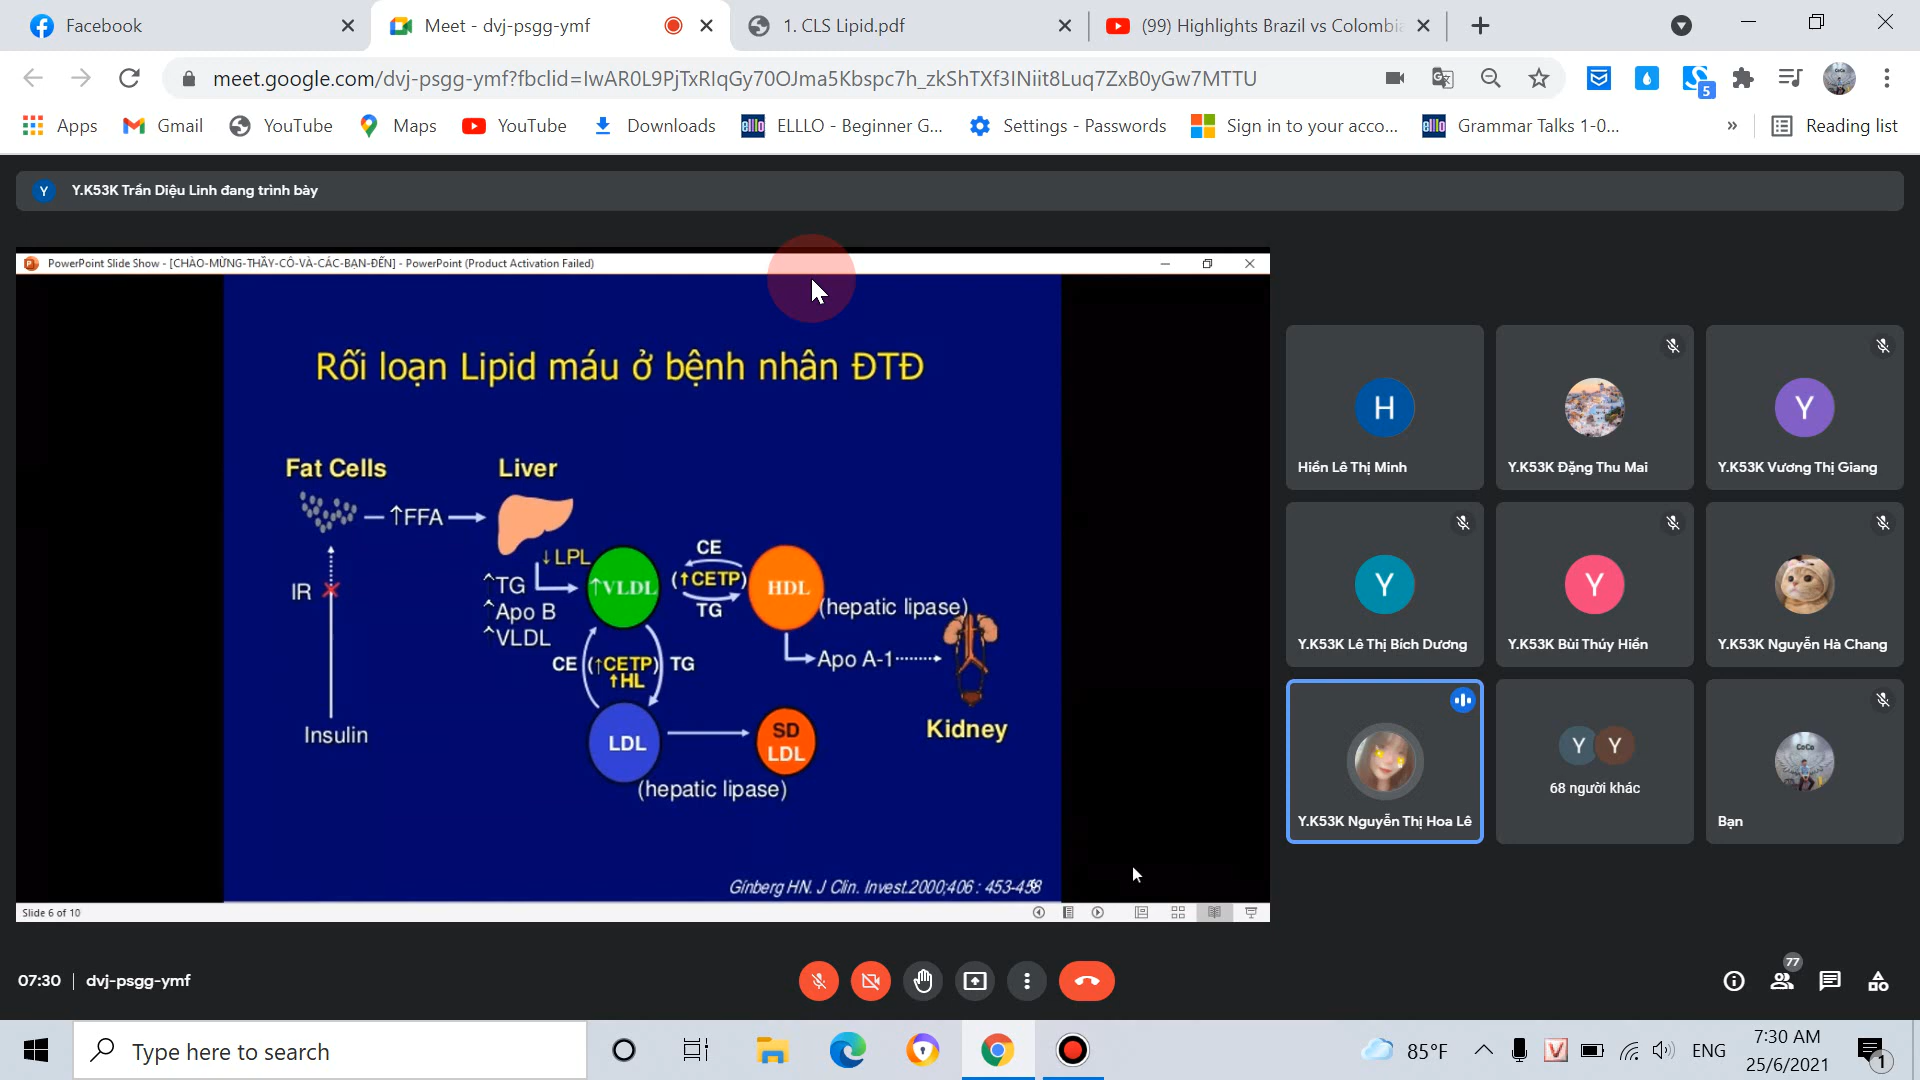 Facebook
Meet - dvj-psgg-ymf
1. CLS Lipid.pdf
(99) Highlights Brazil vs Colombia
meet.google.com/dvj-psgg-ymf?fbclid=IwAR0L9PjTxRIqGy70OJma5Kbspc7h_zkShTXf3INiit8Luq7ZxB0yGw7MTTU
5
Apps
Gmail
YouTube
Maps
YouTube
Downloads
elllo
ELLLO - Beginner G...
Settings - Passwords
Sign in to your acco...
elllo
Grammar Talks 1-0...
»
Reading list
Y
Y.K53K Trần Diệu Linh đang trình bày
PowerPoint Slide Show - [CHÀO-MỪNG-THẦY-CÔ-VÀ-CÁC-BẠN-ĐẾN] - PowerPoint (Product Activation Failed)
Rối loạn Lipid máu ở bệnh nhân ĐTĐ
Fat Cells
Liver
↑FFA
↓LPL
CE
IR
↑TG
↑VLDL
(↑CETP)
HDL
↑Apo B
TG
(hepatic lipase)
↑VLDL
CE
(↑CETP)
TG
Apo A-1
↑HL
Insulin
LDL
SD
LDL
Kidney
(hepatic lipase)
Ginberg HN. J Clin. Invest.2000;406 : 453-458
Slide 6 of 10
H
Hiền Lê Thị Minh
Y.K53K Đặng Thu Mai
Y
Y.K53K Vương Thị Giang
Y
Y.K53K Lê Thị Bích Dương
Y
Y.K53K Bùi Thúy Hiền
Y.K53K Nguyễn Hà Chang
Y.K53K Nguyễn Thị Hoa Lê
Y
Y
68 người khác
CoCo
Bạn
07:30 | dvj-psgg-ymf
77
Type here to search
85°F
V
ENG
7:30 AM
25/6/2021
1